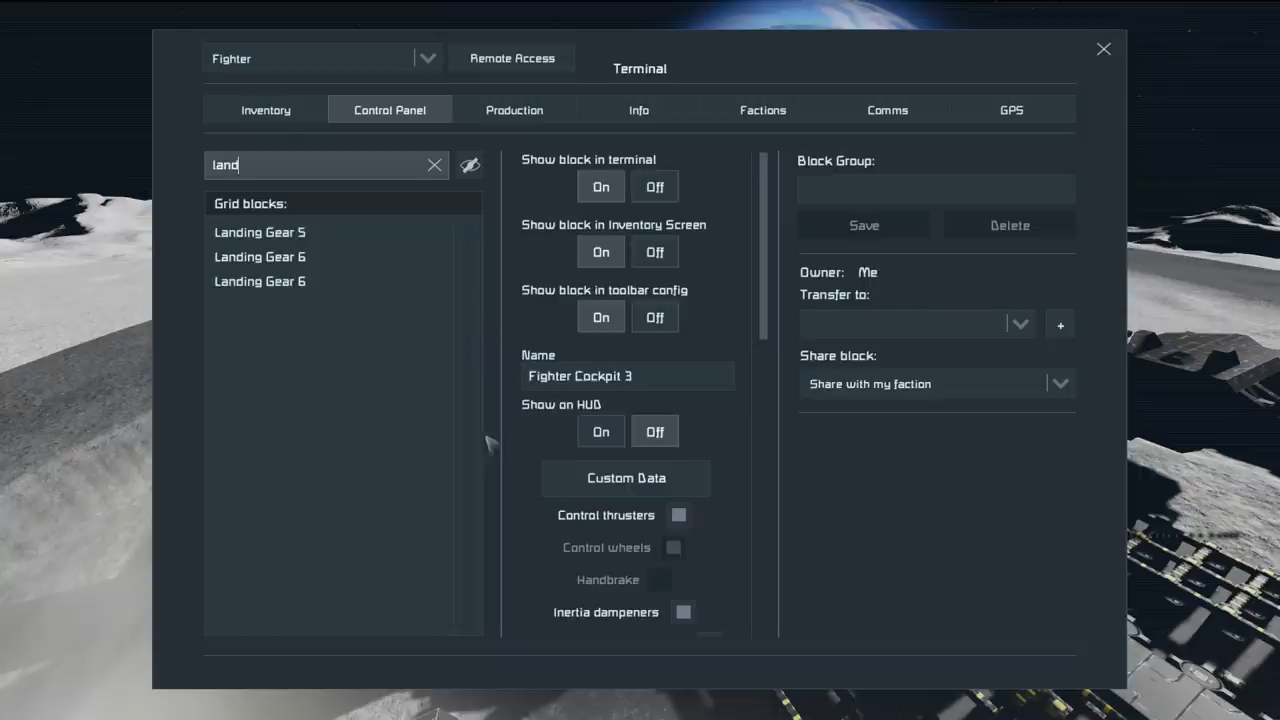 Fighter
Remote Access
Terminal
Inventory
Control Panel
Production
Info
Factions
Comms
GPS
land
Grid blocks:
Landing Gear 5
Landing Gear 6
Landing Gear 6
Show block in terminal
On
Off
Show block in Inventory Screen
On
Off
Show block in toolbar config
On
Off
Name
Fighter Cockpit 3
Show on HUD
On
Off
Custom Data
Control thrusters
Control wheels
Handbrake
Inertia dampeners
Block Group:
Save
Delete
Owner: Me
Transfer to:
+
Share block:
Share with my faction